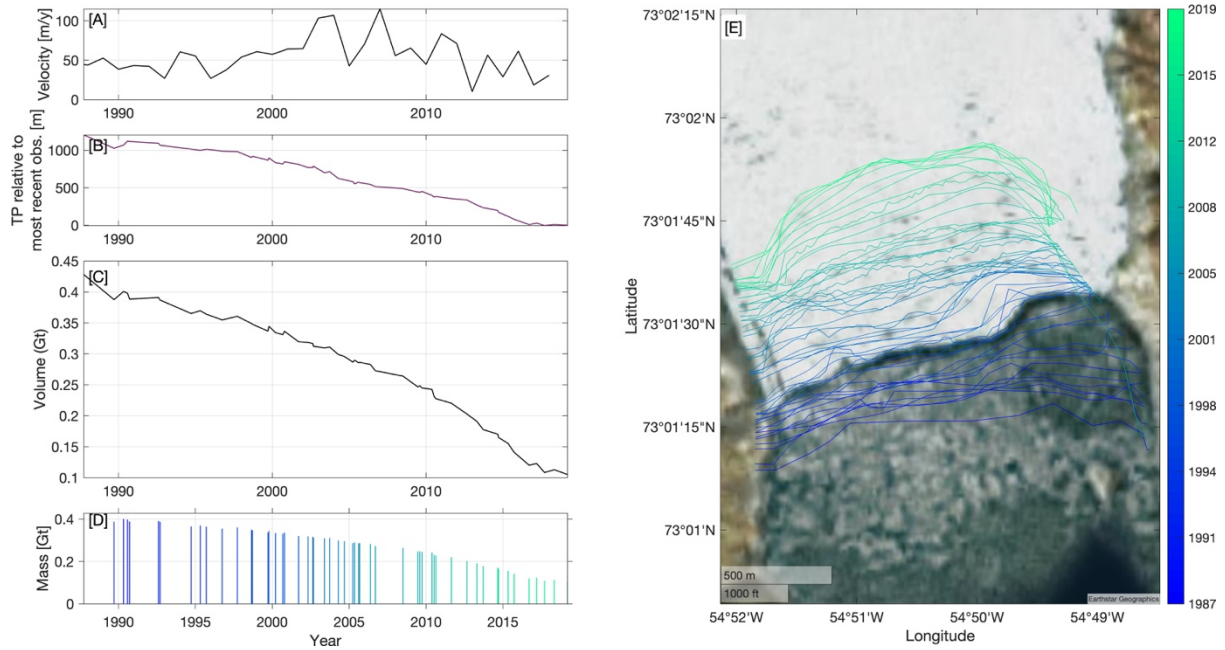 [A]
Velocity [m/y]
100
50
0
1990
2000
2010
[B]
TP relative to
most recent obs. [m]
1000
500
0
1990
2000
2010
[C]
Volume (Gt)
0.45
0.4
0.35
0.3
0.25
0.2
0.15
0.1
1990
2000
2010
[D]
Mass [Gt]
0.4
0.2
0
1990
1995
2000
2005
2010
2015
Year
[E]
Latitude
73°02'15"N
73°02'N
73°01'45"N
73°01'30"N
73°01'15"N
73°01'N
500 m
1000 ft
Earthstar Geographics
54°52'W
54°51'W
54°50'W
54°49'W
Longitude
2019
2015
2012
2008
2005
2001
1998
1994
1991
1987